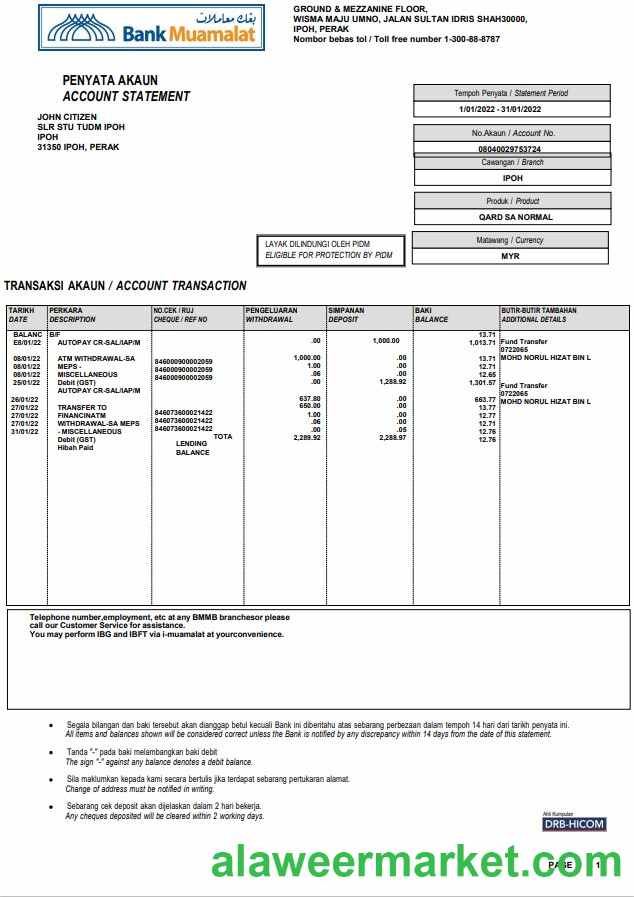 بنك معاملات
Bank Muamalat
GROUND & MEZZANINE FLOOR,
WISMA MAJU UMNO, JALAN SULTAN IDRIS SHAH30000,
IPOH, PERAK
Nombor bebas tol / Toll free number 1-300-88-8787
PENYATA AKAUN
ACCOUNT STATEMENT
JOHN CITIZEN
SLR STU TUDM IPOH
IPOH
31350 IPOH, PERAK
Tempoh Penyata / Statement Period
1/01/2022 - 31/01/2022
No.Akaun / Account No.
08040029753724
Cawangan / Branch
IPOH
Produk / Product
QARD SA NORMAL
LAYAK DILINDUNGI OLEH PIDM
ELIGIBLE FOR PROTECTION BY PIDM
Matawang / Currency
MYR
TRANSAKSI AKAUN / ACCOUNT TRANSACTION
TARIKH PERKARA NO.CEK / RUJ PENGELUARAN SIMPANAN BAKI BUTIR-BUTIR TAMBAHAN
DATE DESCRIPTION CHEQUE / REF NO WITHDRAWAL DEPOSIT BALANCE ADDITIONAL DETAILS
BALANC B/F 13.71
E8/01/22 AUTOPAY CR-SAL/IAP/M .00 1,000.00 1,013.71 Fund Transfer
0722065
08/01/22 ATM WITHDRAWAL-SA 846000900002059 1,000.00 .00 13.71 MOHD NORUL HIZAT BIN L
08/01/22 MEPS - 846000900002059 1.00 .00 12.71
08/01/22 MISCELLANEOUS 846000900002059 .06 .00 12.65
25/01/22 Debit (GST) .00 1,288.92 1,301.57 Fund Transfer
AUTOPAY CR-SAL/IAP/M 0722065
26/01/22 637.80 .00 663.77 MOHD NORUL HIZAT BIN L
27/01/22 TRANSFER TO 650.00 .00 13.77
27/01/22 FINANCINATM 846073600021422 1.00 .00 12.77
27/01/22 WITHDRAWAL-SA MEPS 846073600021422 .06 .00 12.71
31/01/22 - MISCELLANEOUS 846073600021422 .00 .05 12.76
Debit (GST) TOTA 2,289.92 2,288.97 12.76
Hibah Paid LENDING
BALANCE
Telephone number,employment, etc at any BMMB branchesor please
call our Customer Service for assistance.
You may perform IBG and IBFT via i-muamalat at yourconvenience.
• Segala bilangan dan baki tersebut akan dianggap betul kecuali Bank ini diberitahu atas sebarang perbezaan dalam tempoh 14 hari dari tarikh penyata ini.
All items and balances shown will be considered correct unless the Bank is notified by any discrepancy within 14 days from the date of this statement.
• Tanda "-" pada baki melambangkan baki debit
The sign "-" against any balance denotes a debit balance.
• Sila maklumkan kepada kami secara bertulis jika terdapat sebarang pertukaran alamat.
Change of address must be notified in writing.
• Sebarang cek deposit akan dijelaskan dalam 2 hari bekerja.
Any cheques deposited will be cleared within 2 working days.
Ahli Kumpulan
DRB-HICOM
PAGE 1
alaweermarket.com